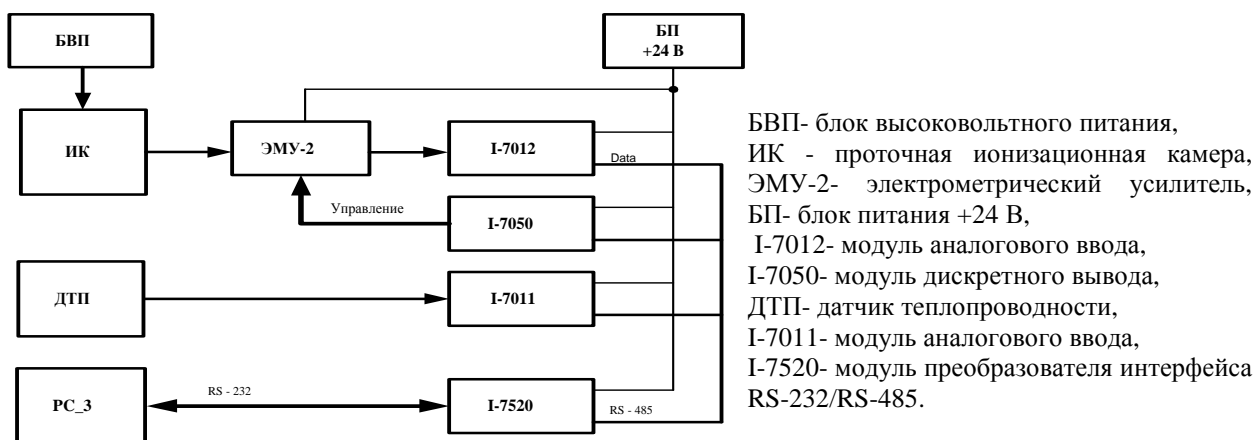 БВП
БП
+24 В
ИК
ЭМУ-2
I-7012
Data
Управление
I-7050
ДТП
I-7011
PC_3
RS - 232
I-7520
RS - 485
БВП- блок высоковольтного питания,
ИК - проточная ионизационная камера,
ЭМУ-2- электрометрический усилитель,
БП- блок питания +24 В,
I-7012- модуль аналогового ввода,
I-7050- модуль дискретного вывода,
ДТП- датчик теплопроводности,
I-7011- модуль аналогового ввода,
I-7520- модуль преобразователя интерфейса
RS-232/RS-485.